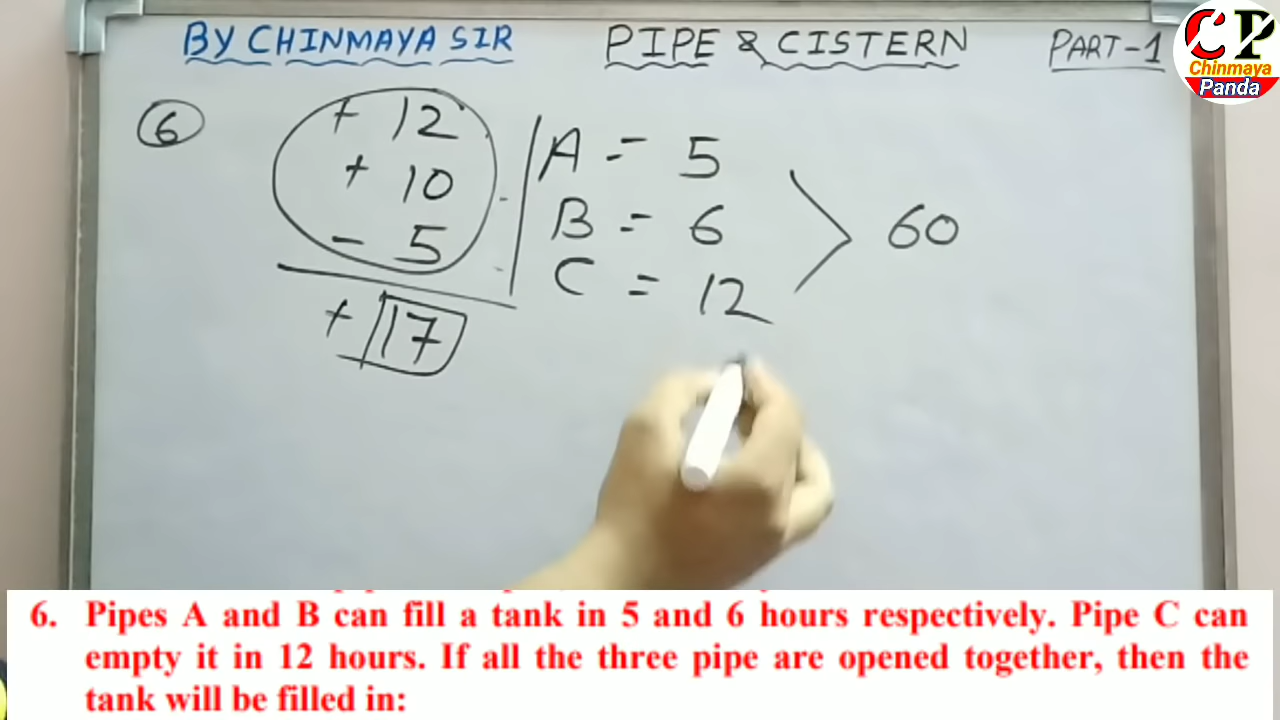 BY CHINMAYA SIR PIPE & CISTERN PART-1
CP
Chinmaya
Panda
6
+ 12
+ 10
- 5
+ 17
A = 5
B = 6
C = 12
60
6. Pipes A and B can fill a tank in 5 and 6 hours respectively. Pipe C can
empty it in 12 hours. If all the three pipe are opened together, then the
tank will be filled in: